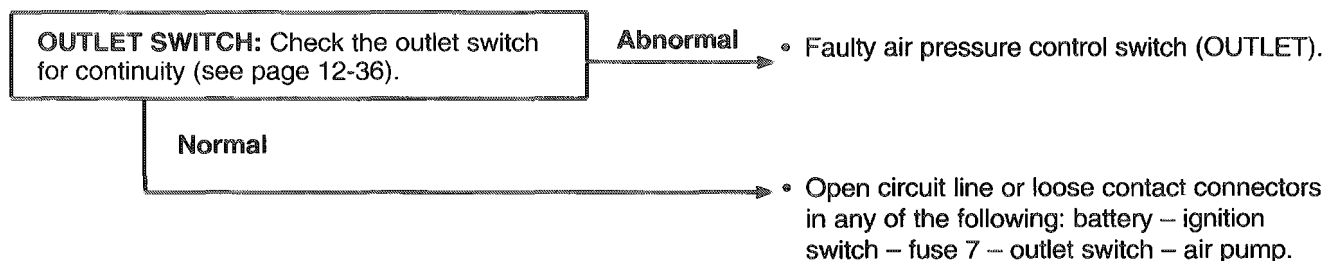 OUTLET SWITCH: Check the outlet switch
for continuity (see page 12-36).
Abnormal
• Faulty air pressure control switch (OUTLET).
Normal
• Open circuit line or loose contact connectors
in any of the following: battery – ignition
switch – fuse 7 – outlet switch – air pump.